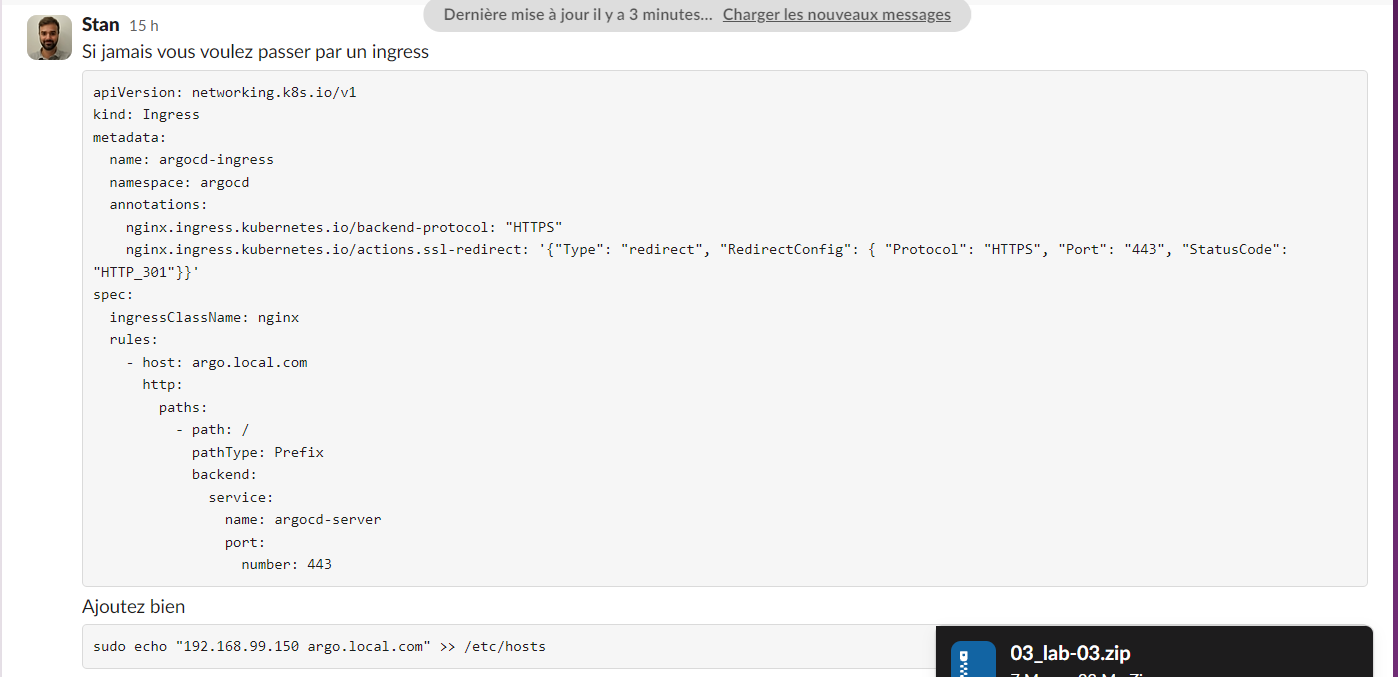 Dernière mise à jour il y a 3 minutes... Charger les nouveaux messages
Stan 15 h
Si jamais vous voulez passer par un ingress
apiVersion: networking.k8s.io/v1
kind: Ingress
metadata:
  name: argocd-ingress
  namespace: argocd
  annotations:
    nginx.ingress.kubernetes.io/backend-protocol: "HTTPS"
    nginx.ingress.kubernetes.io/actions.ssl-redirect: '{"Type": "redirect", "RedirectConfig": { "Protocol": "HTTPS", "Port": "443", "StatusCode":
"HTTP_301"}}'
spec:
  ingressClassName: nginx
  rules:
    - host: argo.local.com
      http:
        paths:
          - path: /
            pathType: Prefix
            backend:
              service:
                name: argocd-server
                port:
                  number: 443
Ajoutez bien
sudo echo "192.168.99.150 argo.local.com" >> /etc/hosts
03_lab-03.zip